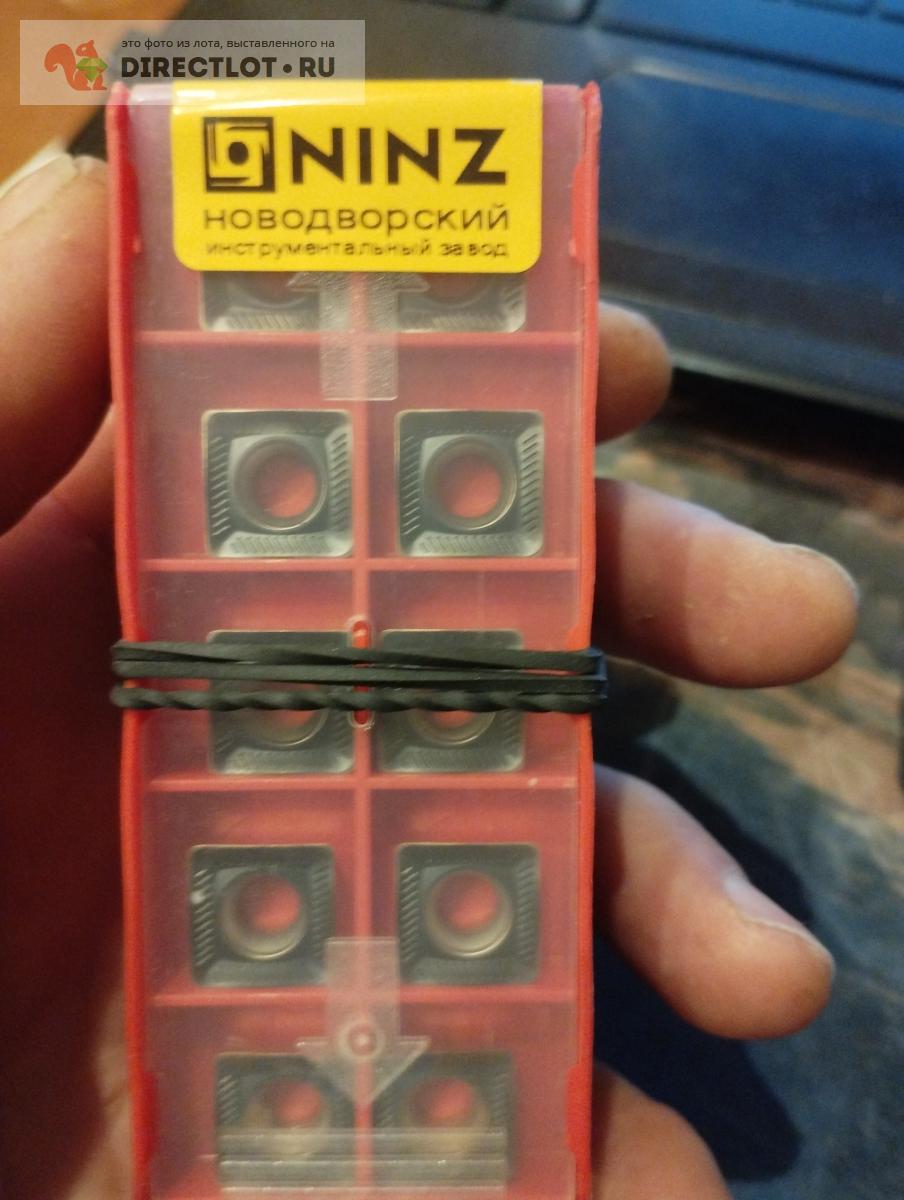 это фото из лота, выставленного на
DIRECTLOT•RU
NINZ
НОВОДВОРСКИЙ
инструментальный завод